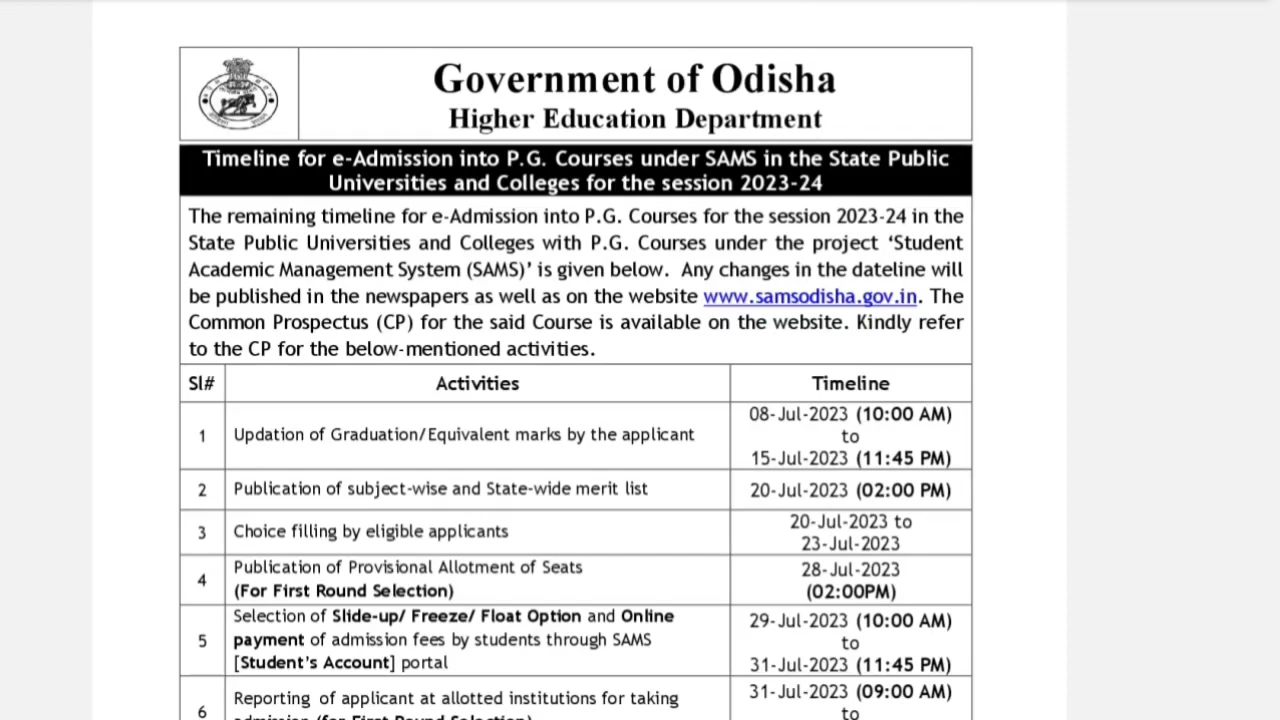 Government of Odisha
Higher Education Department
Timeline for e-Admission into P.G. Courses under SAMS in the State Public
Universities and Colleges for the session 2023-24
The remaining timeline for e-Admission into P.G. Courses for the session 2023-24 in the
State Public Universities and Colleges with P.G. Courses under the project ‘Student
Academic Management System (SAMS)’ is given below. Any changes in the dateline will
be published in the newspapers as well as on the website www.samsodisha.gov.in. The
Common Prospectus (CP) for the said Course is available on the website. Kindly refer
to the CP for the below-mentioned activities.
Sl# Activities Timeline
1 Updation of Graduation/Equivalent marks by the applicant 08-Jul-2023 (10:00 AM)
to
15-Jul-2023 (11:45 PM)
2 Publication of subject-wise and State-wide merit list 20-Jul-2023 (02:00 PM)
3 Choice filling by eligible applicants 20-Jul-2023 to
23-Jul-2023
4 Publication of Provisional Allotment of Seats
(For First Round Selection)
28-Jul-2023
(02:00PM)
5 Selection of Slide-up/ Freeze/ Float Option and Online
payment of admission fees by students through SAMS
[Student's Account] portal
29-Jul-2023 (10:00 AM)
to
31-Jul-2023 (11:45 PM)
6 Reporting of applicant at allotted institutions for taking
admission (for First Round Selection)
31-Jul-2023 (09:00 AM)
to